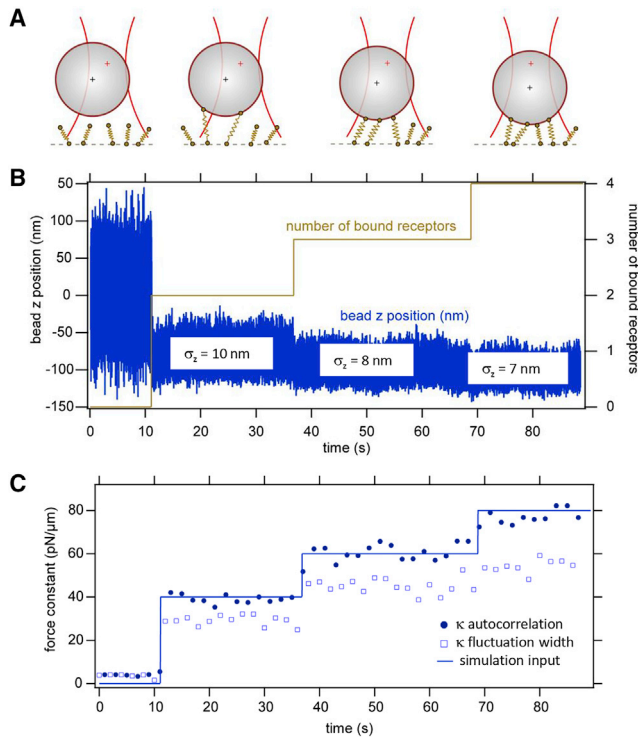 A
B
50
100
50
0
-50
-100
-150
bead z position (nm)
number of bound receptors
bead z position (nm)
σz = 10 nm
σz = 8 nm
σz = 7 nm
4
3
2
1
0
number of bound receptors
0 10 20 30 40 50 60 70 80
time (s)
C
80
60
40
20
0
force constant (pN/μm)
κ autocorrelation
κ fluctuation width
simulation input
0 10 20 30 40 50 60 70 80
time (s)